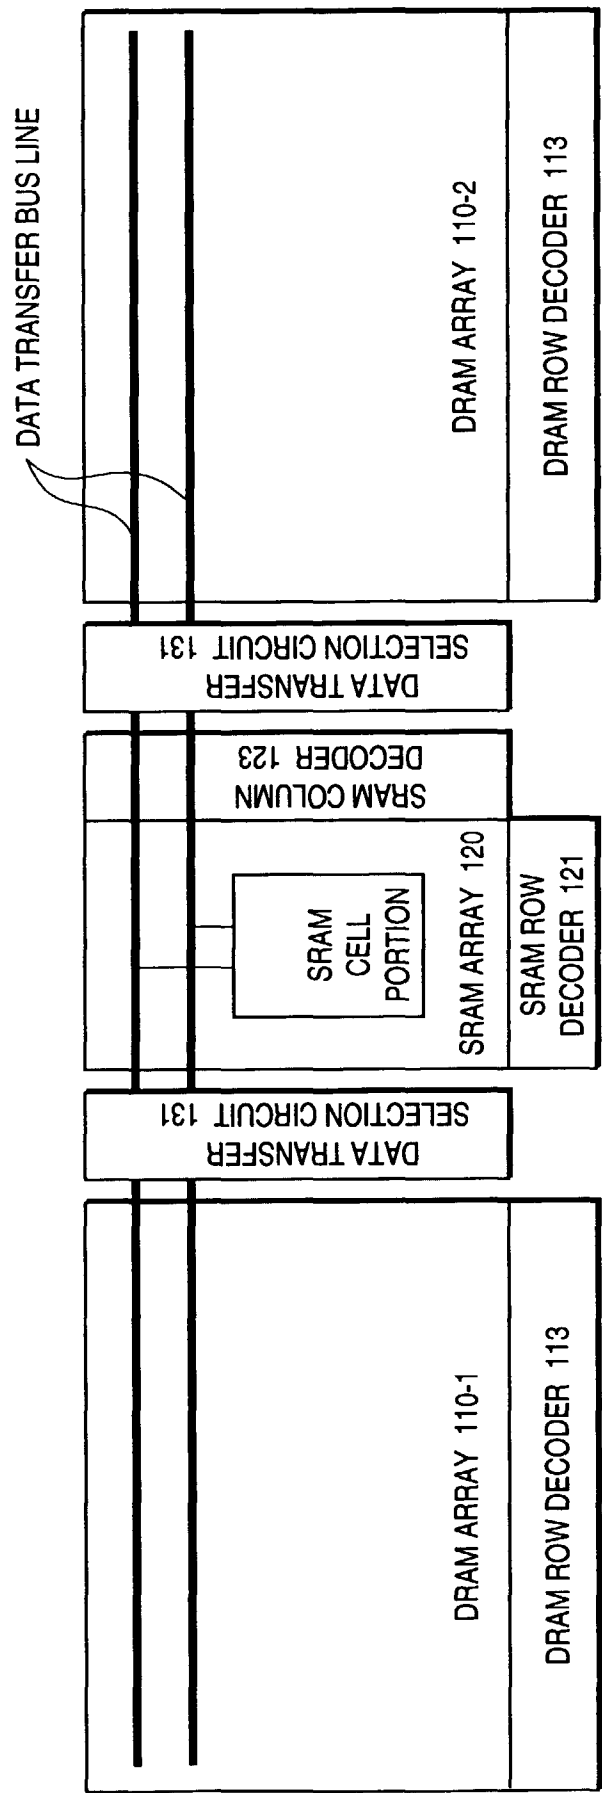 DATA TRANSFER BUS LINE
DRAM ARRAY 110-1
DRAM ROW DECODER 113
DATA TRANSFER
SELECTION CIRCUIT 131
SRAM
CELL
PORTION
SRAM ARRAY 120
SRAM ROW
DECODER 121
SRAM COLUMN
DECODER 123
DATA TRANSFER
SELECTION CIRCUIT 131
DRAM ARRAY 110-2
DRAM ROW DECODER 113